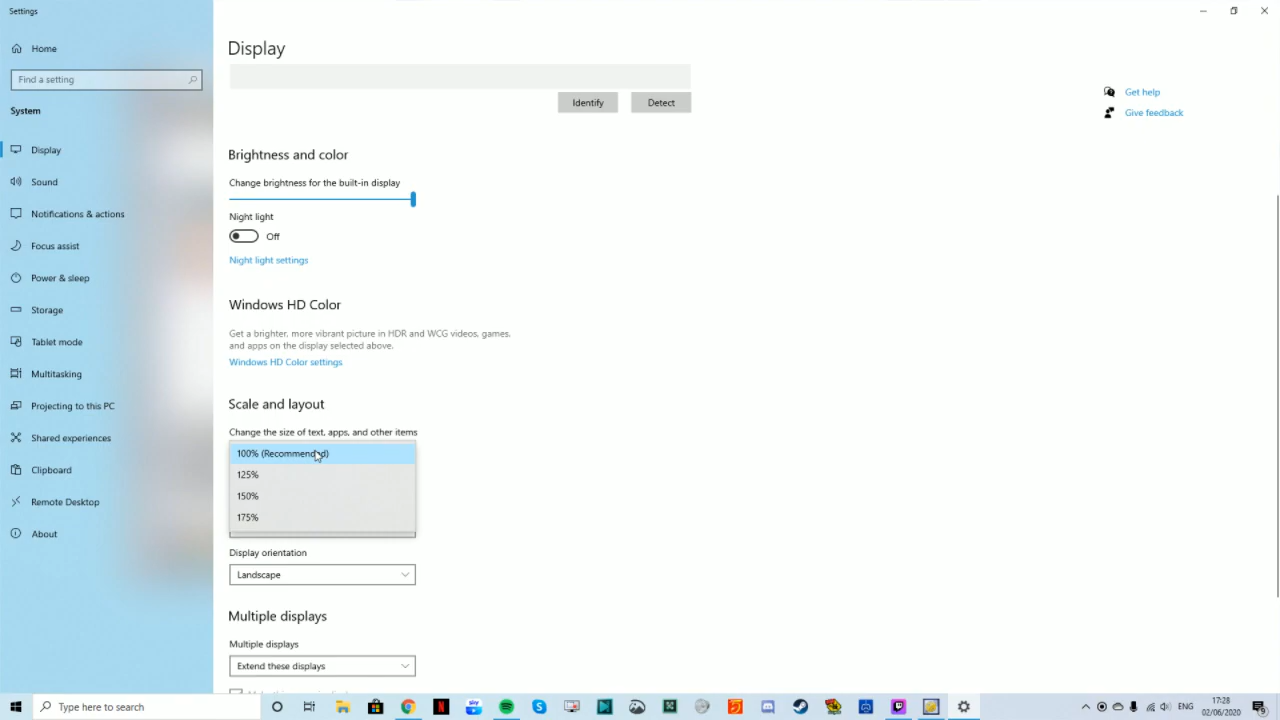 Settings
Home
Find a setting
System
Display
Sound
Notifications & actions
Focus assist
Power & sleep
Storage
Tablet mode
Multitasking
Projecting to this PC
Shared experiences
Clipboard
Remote Desktop
About
Display
Identify
Detect
Brightness and color
Change brightness for the built-in display
Night light
Off
Night light settings
Windows HD Color
Get a brighter, more vibrant picture in HDR and WCG videos, games,
and apps on the display selected above.
Windows HD Color settings
Scale and layout
Change the size of text, apps, and other items
100% (Recommended)
125%
150%
175%
Display orientation
Landscape
Multiple displays
Multiple displays
Extend these displays
Get help
Give feedback
Type here to search
sky
ENG
17:28
02/06/2020
9